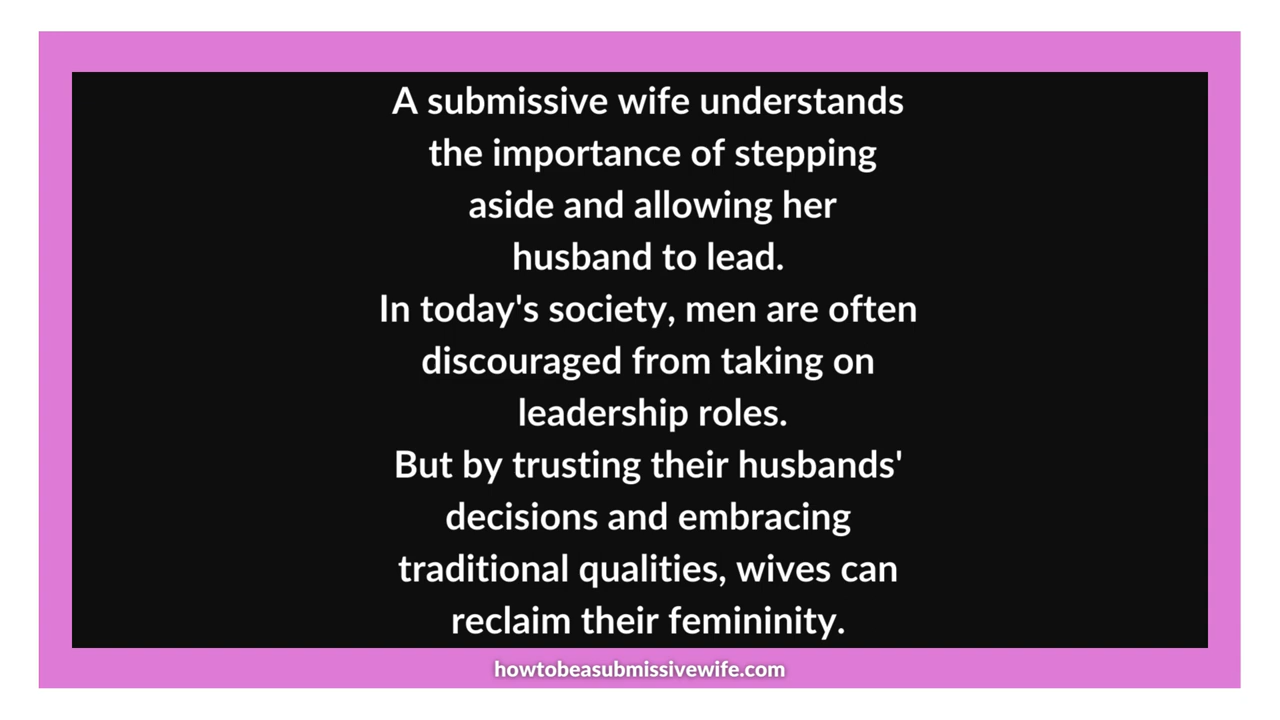 A submissive wife understands
the importance of stepping
aside and allowing her
husband to lead.
In today's society, men are often
discouraged from taking on
leadership roles.
But by trusting their husbands'
decisions and embracing
traditional qualities, wives can
reclaim their femininity.
howtobeasubmissivewife.com